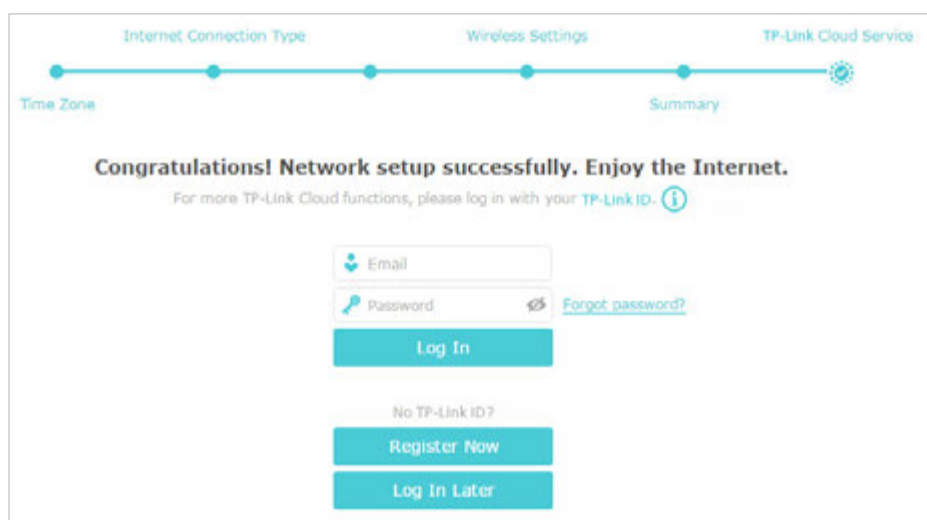 Internet Connection Type Wireless Settings TP-Link Cloud Service
Time Zone Summary
Congratulations! Network setup successfully. Enjoy the Internet.
For more TP-Link Cloud functions, please log in with your TP-Link ID.
Email
Password Forgot password?
Log In
No TP-Link ID?
Register Now
Log In Later